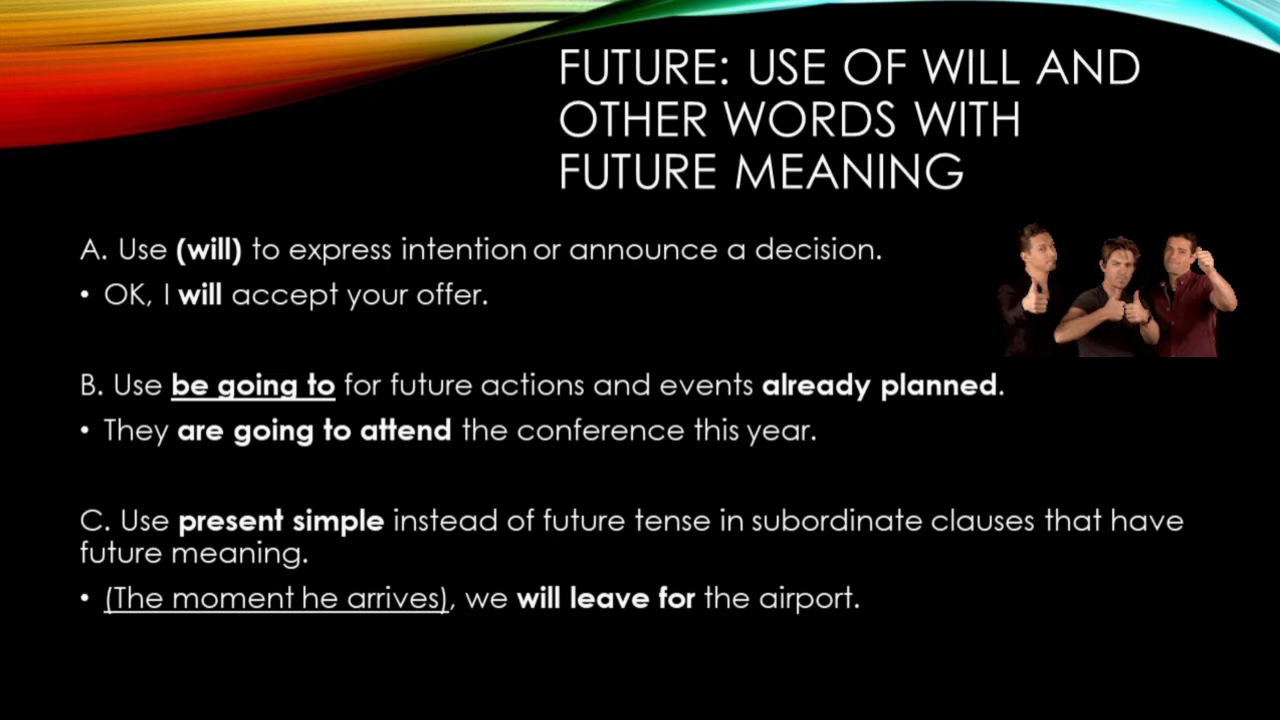 FUTURE: USE OF WILL AND
OTHER WORDS WITH
FUTURE MEANING
A. Use (will) to express intention or announce a decision.
• OK, I will accept your offer.
B. Use be going to for future actions and events already planned.
• They are going to attend the conference this year.
C. Use present simple instead of future tense in subordinate clauses that have
future meaning.
• (The moment he arrives), we will leave for the airport.